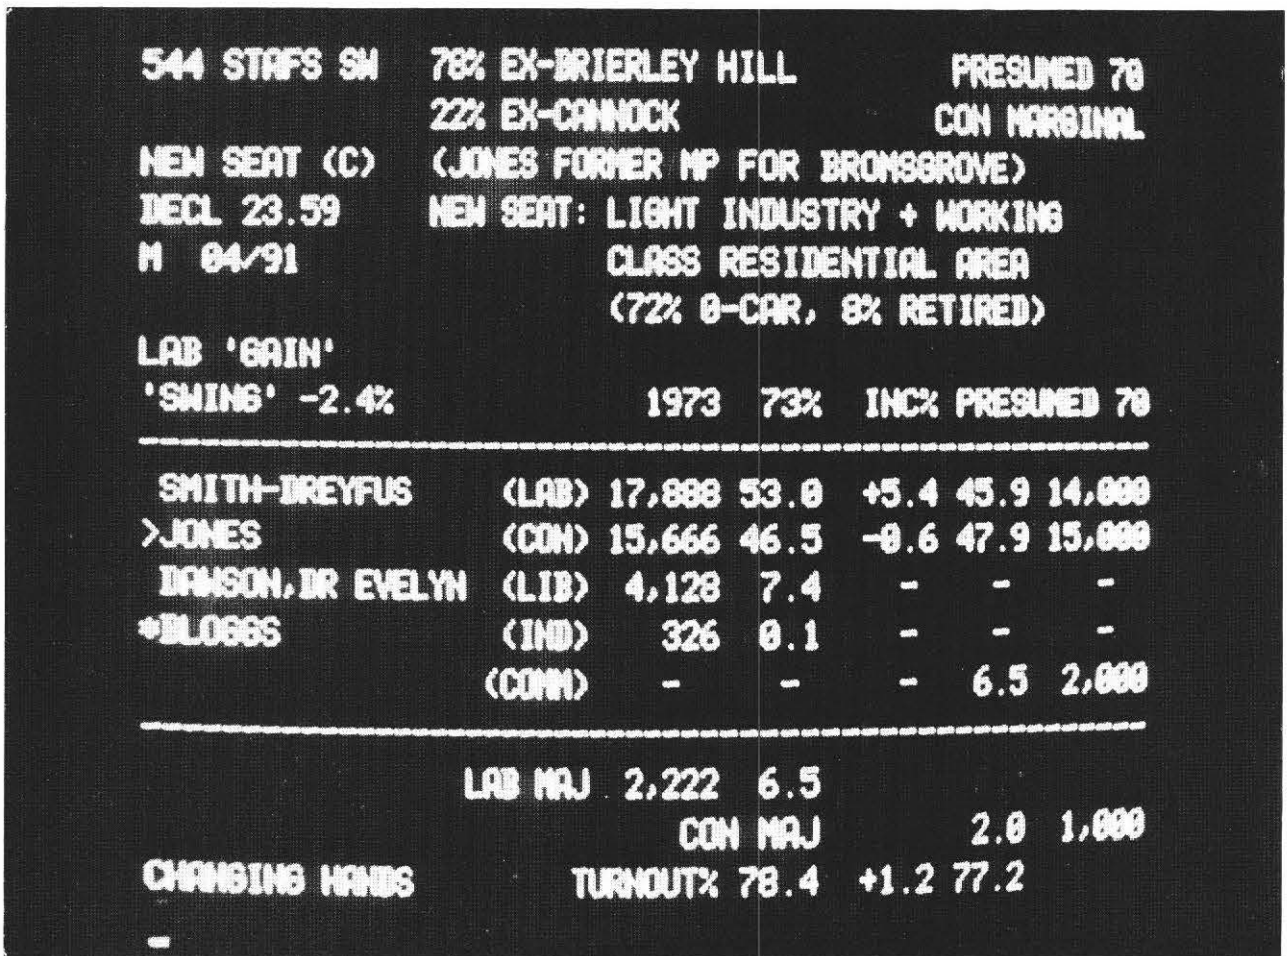 544 STAFS SW 78% EX-BRIERLEY HILL PRESUMED 70
22% EX-CANNOCK CON MARGINAL
NEW SEAT (C) (JONES FORMER MP FOR BROMSGROVE)
DECL 23.59 NEW SEAT: LIGHT INDUSTRY + WORKING
M 04/91 CLASS RESIDENTIAL AREA
(72% 0-CAR, 8% RETIRED)
LAB 'GAIN'
'SWING' -2.4% 1973 73% INC% PRESUMED 70
SMITH-DREYFUS (LAB) 17,888 53.0 +5.4 45.9 14,000
>JONES (CON) 15,666 46.5 -0.6 47.9 15,000
DAWSON,DR EVELYN (LIB) 4,128 7.4 - - -
*BLOGGS (IND) 326 0.1 - - -
(COMM) - - - 6.5 2,000
LAB MAJ 2,222 6.5
CON MAJ 2.0 1,000
CHANGING HANDS TURNOUT% 78.4 +1.2 77.2